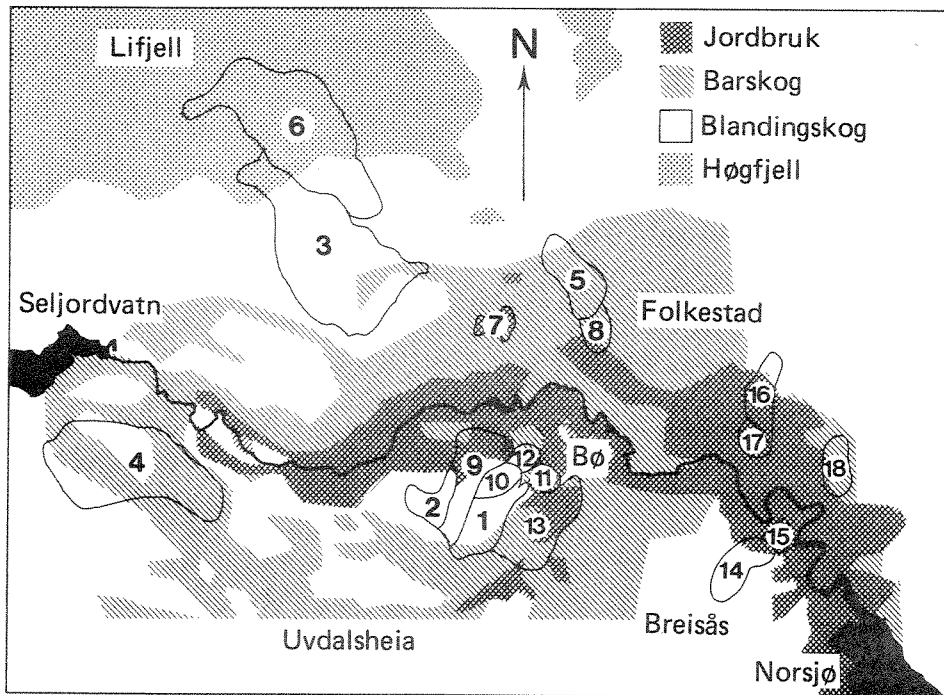 Lifjell
N
Jordbruk
Barskog
Blandingskog
Høgfjell
6
3
5
Seljordvatn
7
8
Folkestad
16
4
9
12
Bø
17
2
10
11
18
1
13
15
14
Uvdalsheia
Breisås
Norsjø